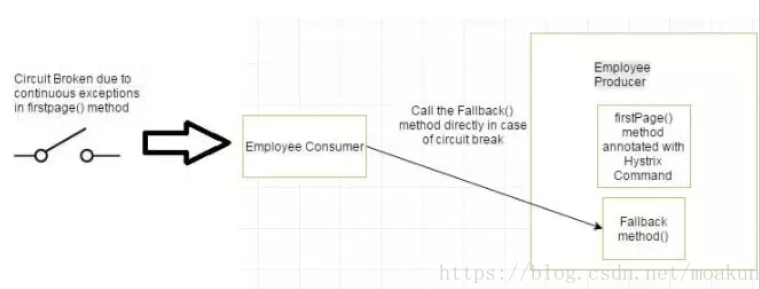 Circuit Broken due to
continuous exceptions
in firstpage() method
Employee Consumer
Call the Fallback()
method directly in case
of circuit break
Employee
Producer
firstPage()
method
annotated with
Hystrix
Command
Fallback
method()
https://blog.csdn.net/moakun